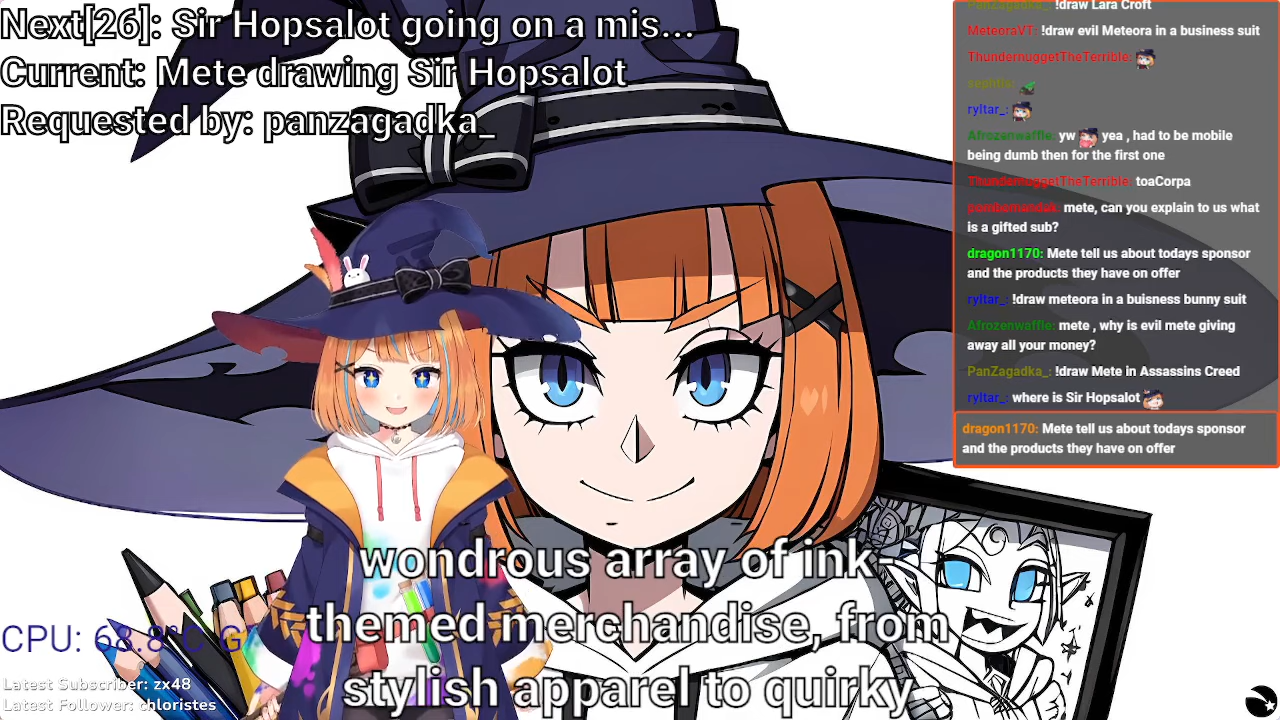 Next[26]: Sir Hopsalot going on a mis...
Current: Mete drawing Sir Hopsalot
Requested by: panzagadka_
PanZagadka_: !draw Lara Croft
MeteoraVT: !draw evil Meteora in a business suit
ThundernuggetTheTerrible:
sephtis:
ryltar_:
Afrozenwaffle: yw yea , had to be mobile
being dumb then for the first one
ThundernuggetTheTerrible: toaCorpa
mete, can you explain to us what
is a gifted sub?
dragon1170: Mete tell us about todays sponsor
and the products they have on offer
ryltar_: !draw meteora in a buisness bunny suit
Afrozenwaffle: mete , why is evil mete giving
away all your money?
PanZagadka_: !draw Mete in Assassins Creed
ryltar_: where is Sir Hopsalot
dragon1170: Mete tell us about todays sponsor
and the products they have on offer
wondrous array of ink-
themed merchandise, from
stylish apparel to quirky
CPU: 68.8°C G
Latest Subscriber: zx48
Latest Follower: chloristes